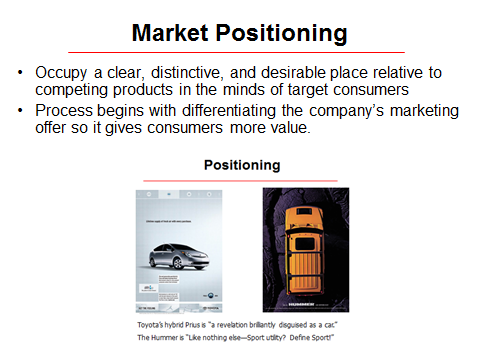 Market Positioning
• Occupy a clear, distinctive, and desirable place relative to
competing products in the minds of target consumers
• Process begins with differentiating the company's marketing
offer so it gives consumers more value.
Positioning
HUMMER
Toyota's hybrid Prius is "a revelation brilliantly disguised as a car."
The Hummer is "Like nothing else—Sport utility? Define Sport!"